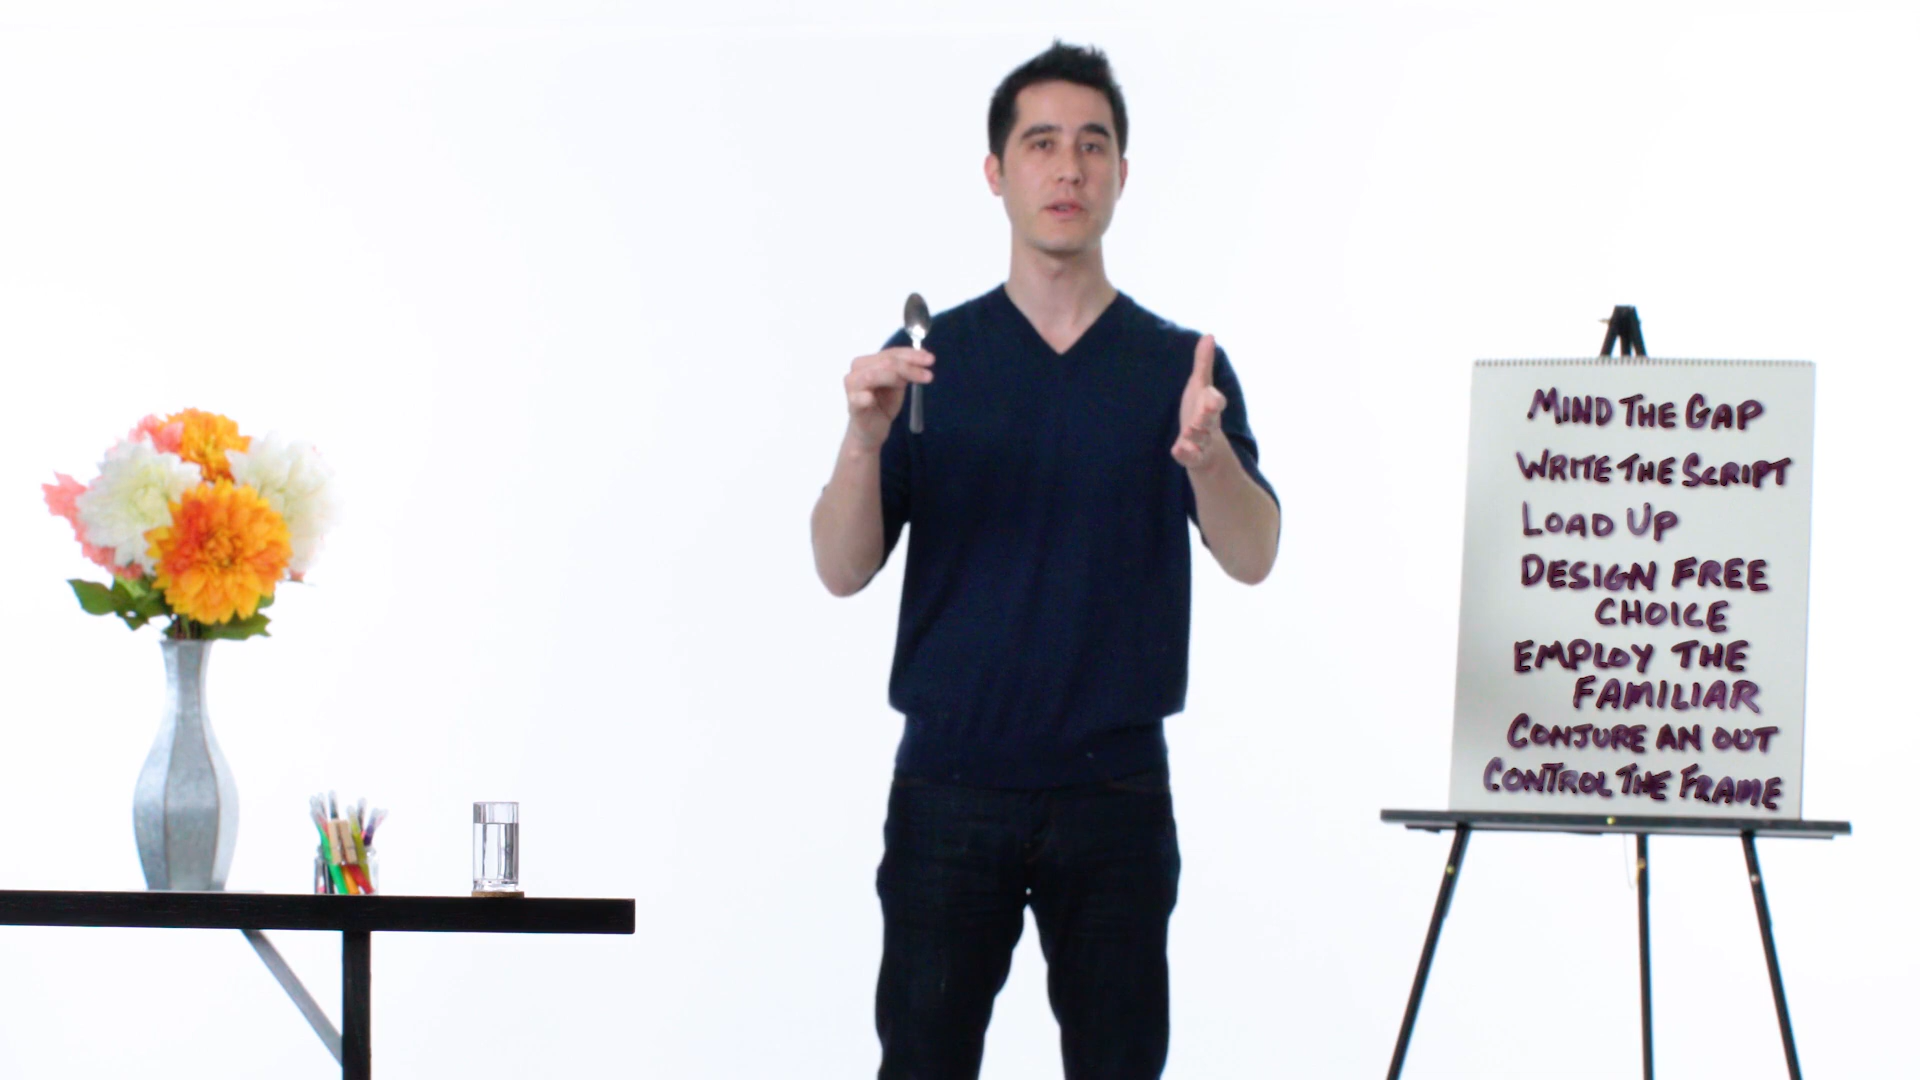 MIND THE GAP
WRITE THE SCRIPT
LOAD UP
DESIGN FREE
CHOICE
EMPLOY THE
FAMILIAR
CONJURE AN OUT
CONTROL THE FRAME